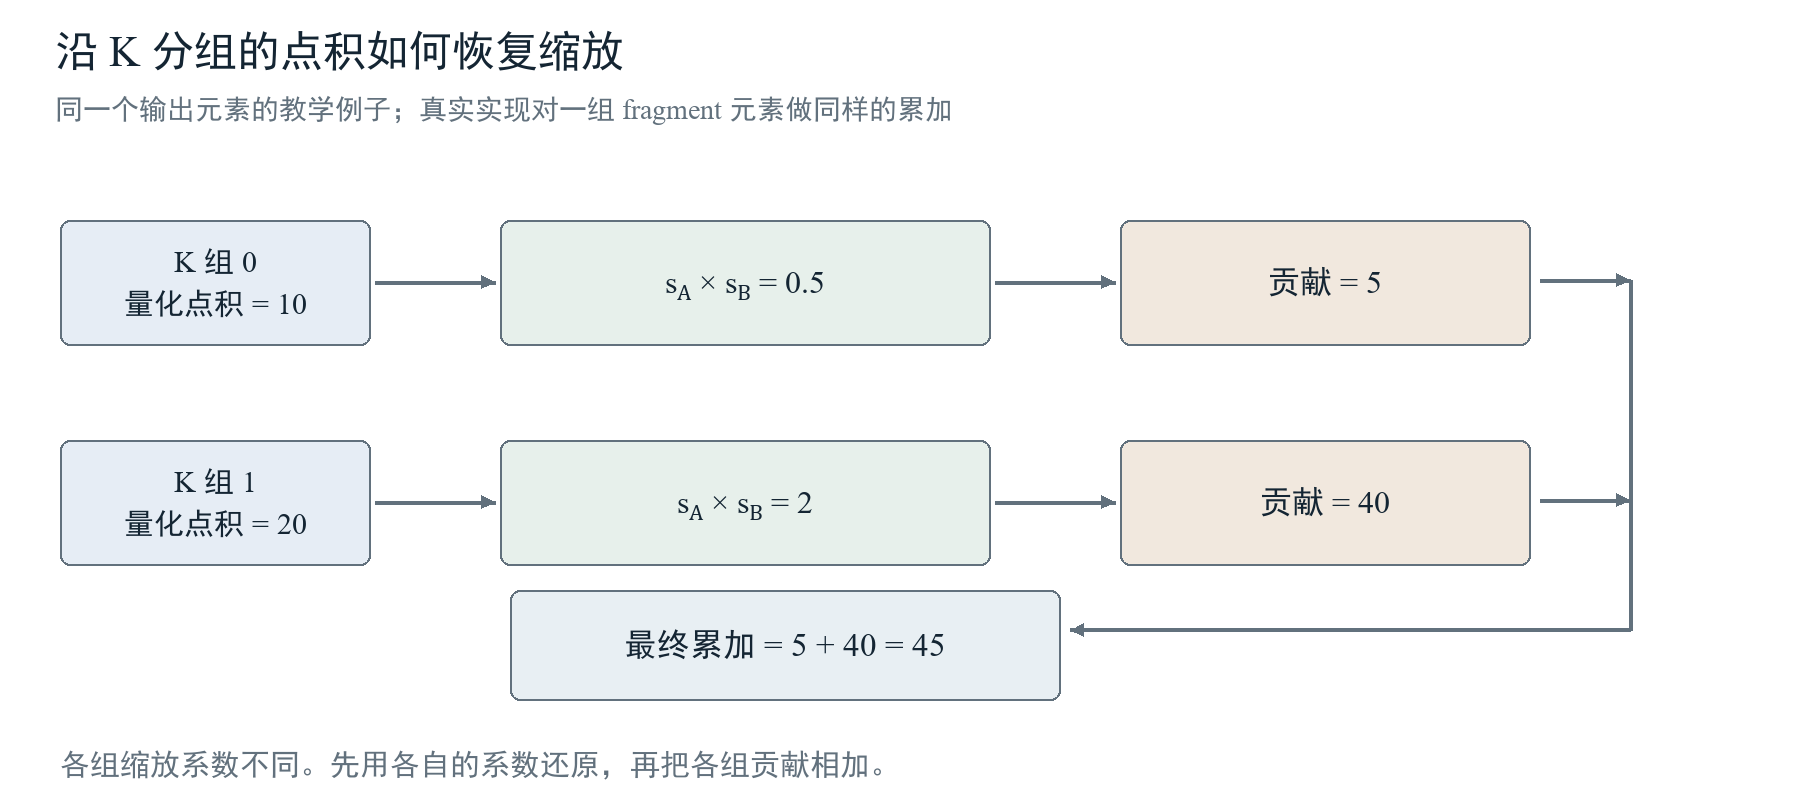 沿 K 分组的点积如何恢复缩放
同一个输出元素的教学例子；真实实现对一组 fragment 元素做同样的累加
K 组 0
量化点积 = 10
s_A × s_B = 0.5
贡献 = 5
K 组 1
量化点积 = 20
s_A × s_B = 2
贡献 = 40
最终累加 = 5 + 40 = 45
各组缩放系数不同。先用各自的系数还原，再把各组贡献相加。